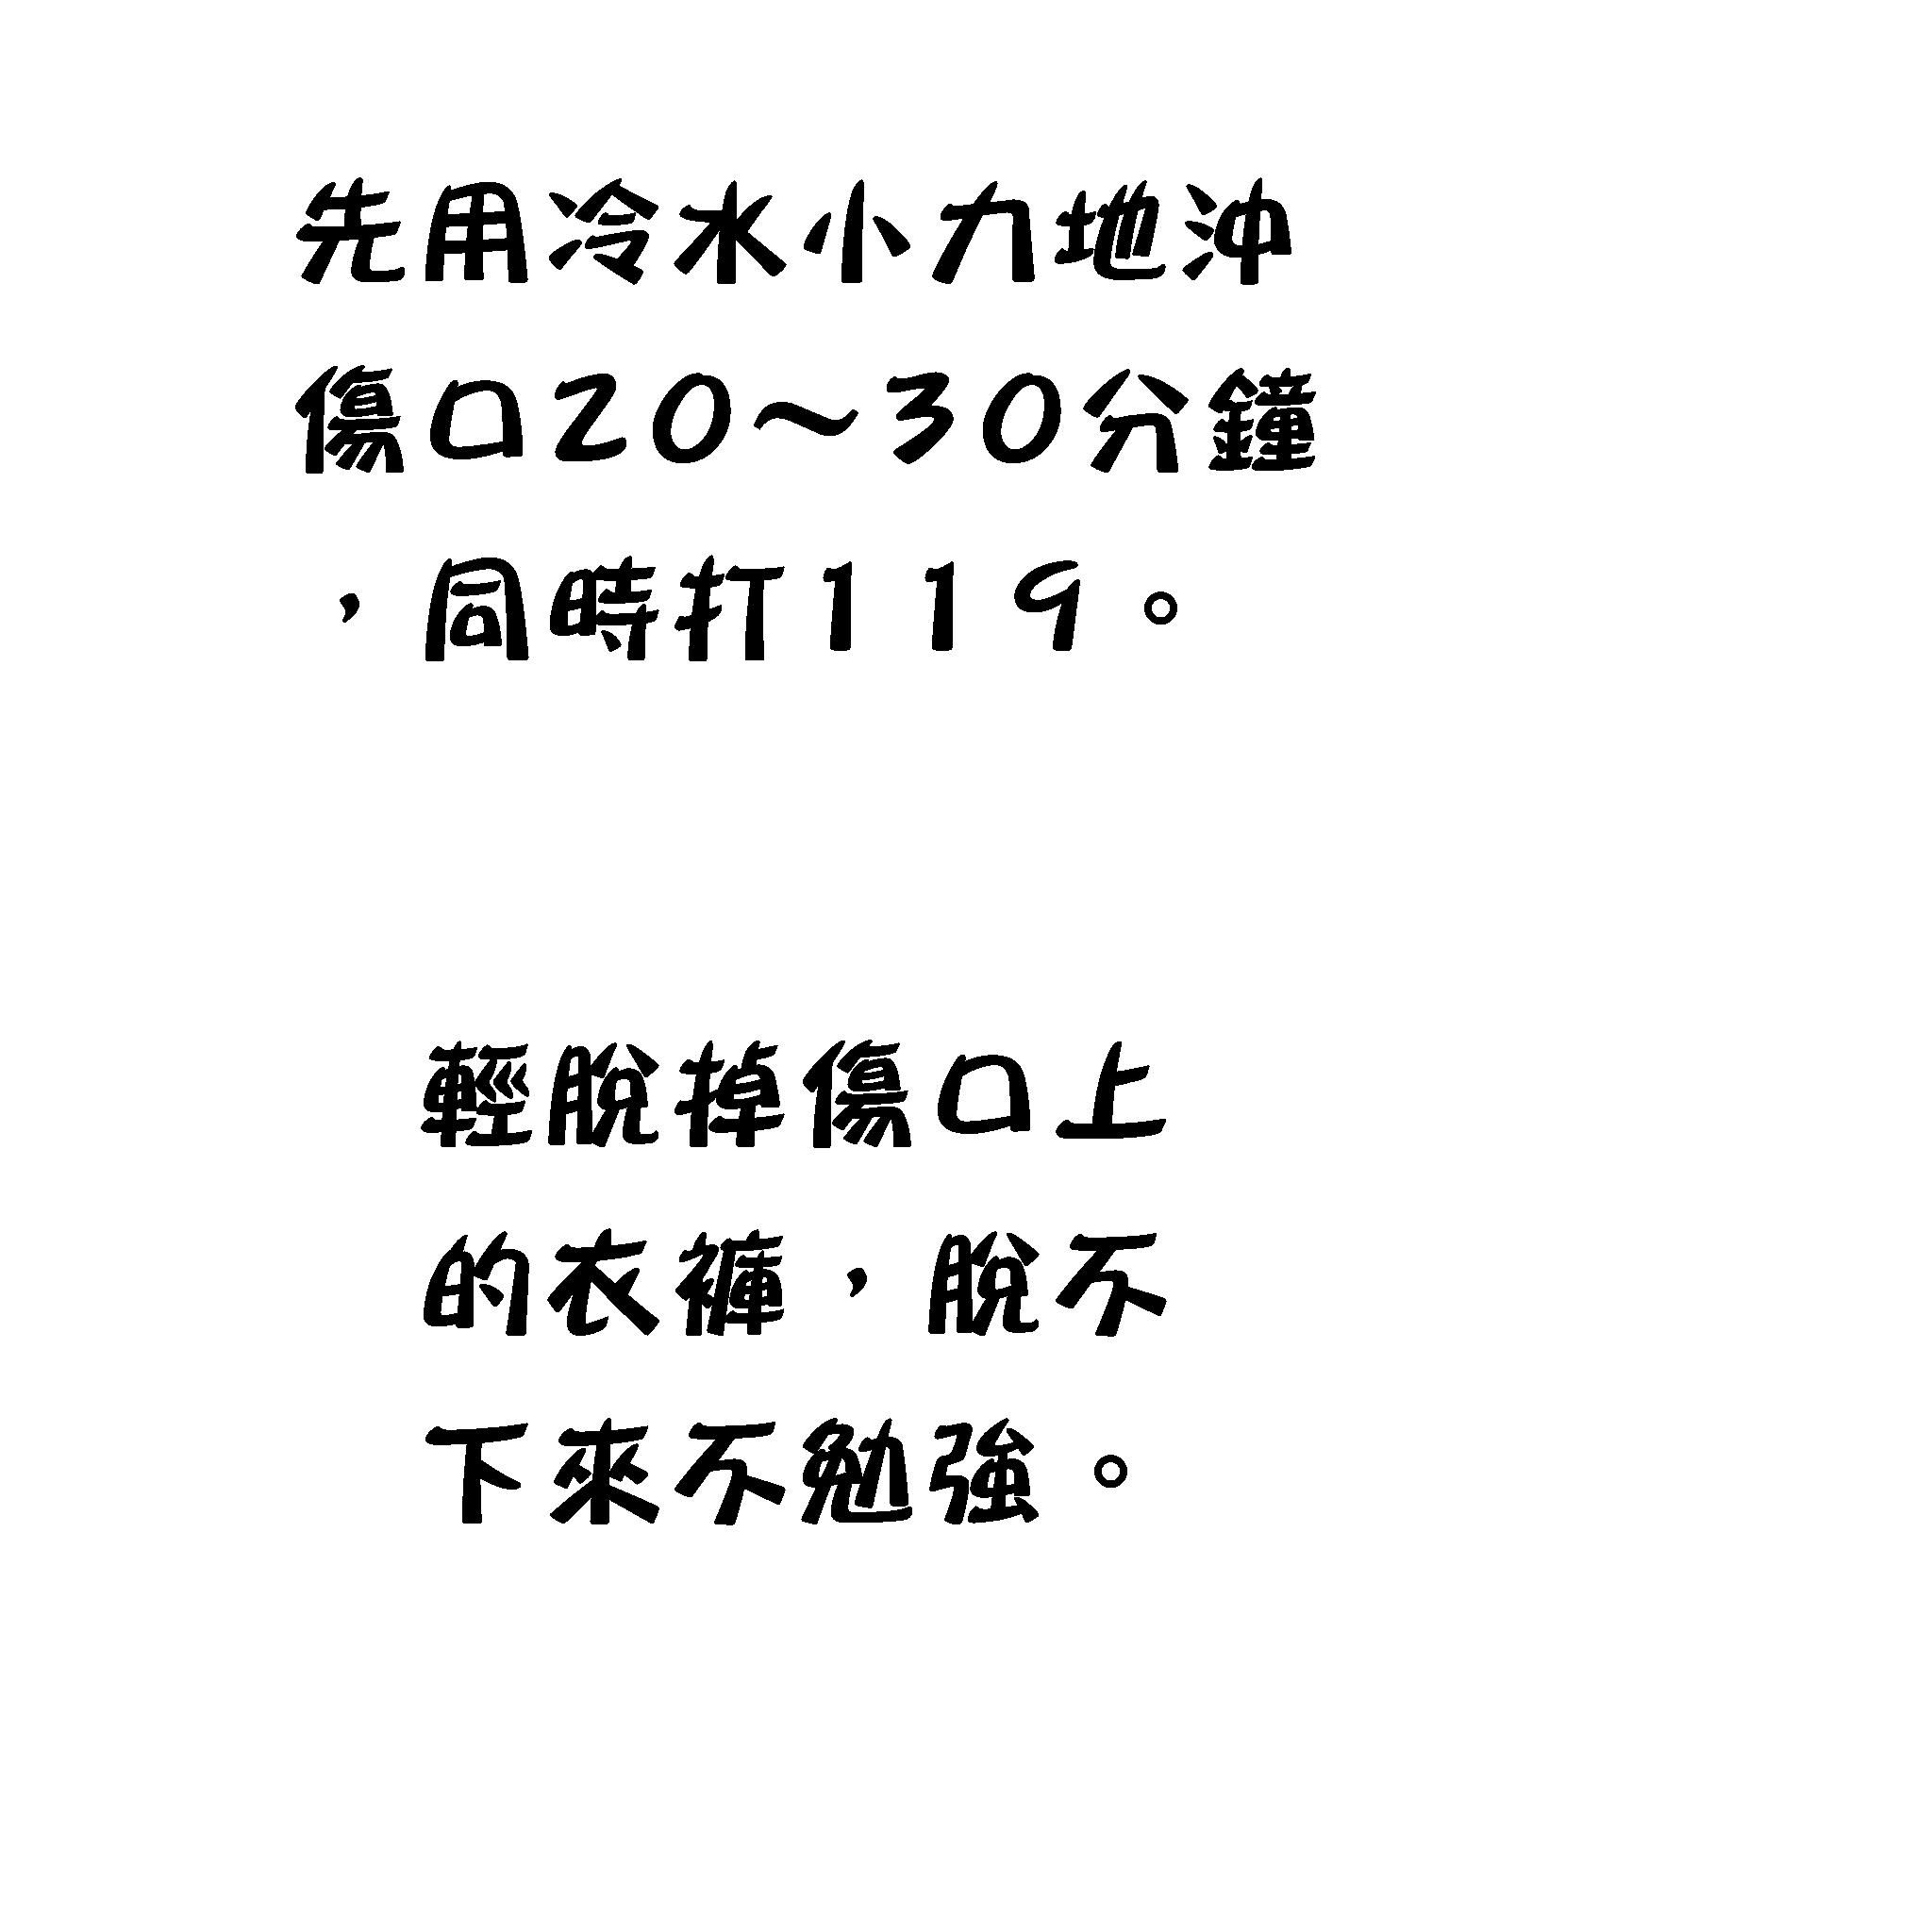 先用冷水小力地沖
傷口20~30分鐘
，同時打119。
輕脫掉傷口上
的衣褲，脫不
下來不勉強。